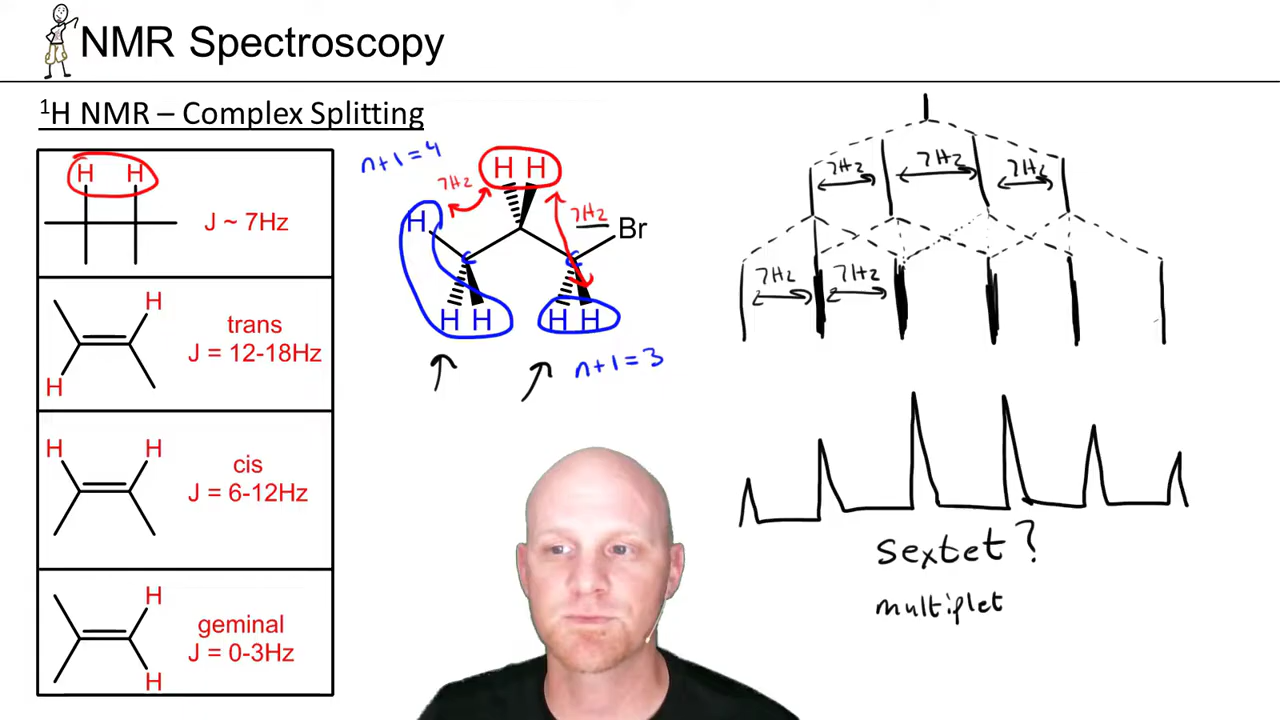 NMR Spectroscopy
¹H NMR – Complex Splitting
H H
J ~ 7Hz
H
trans
J = 12-18Hz
H
H H
cis
J = 6-12Hz
H
geminal
J = 0-3Hz
H
n+1=4
H H
7Hz
H
7Hz
Br
C C
H H H H
n+1=3
7Hz 7Hz 7Hz
7Hz 7Hz
sextet?
multiplet